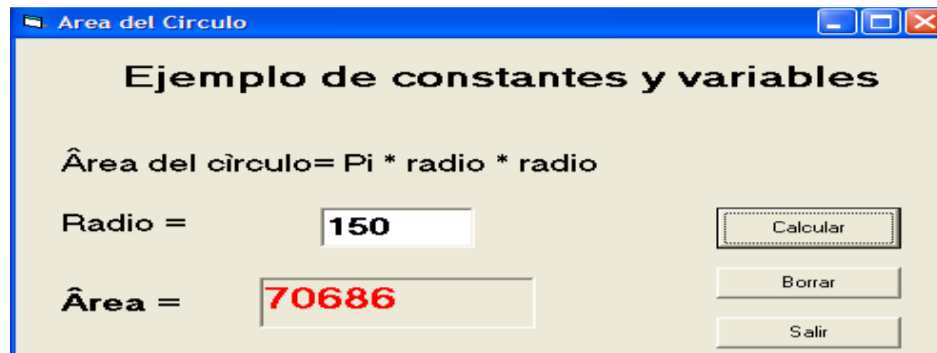 Area del Circulo
Ejemplo de constantes y variables
Ârea del cìrculo= Pi * radio * radio
Radio =
150
Calcular
Ârea =
70686
Borrar
Salir